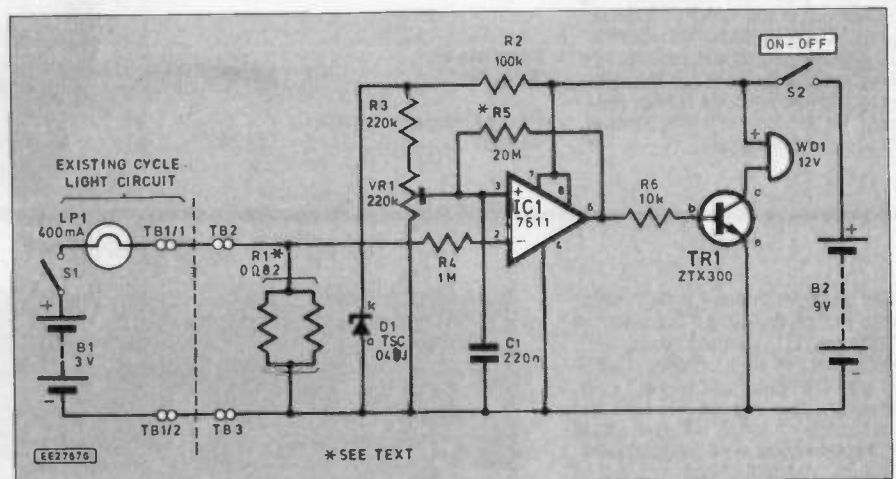 R2
100k
ON-OFF
S2
R3
220k
* R5
20M
WD1
12V
+
EXISTING CYCLE
LIGHT CIRCUIT
LP1
400mA
TB1/1
TB2
VR1
220k
3
+
7
8
IC1
7611
6
R6
10k
b
c
e
2
-
4
R1*
0Ω82
R4
1M
TR1
ZTX300
S1
+
B1
3V
-
k
D1
a TSC
C1
220n
+
B2
9V
-
TB1/2
TB3
EE2767G
*SEE TEXT